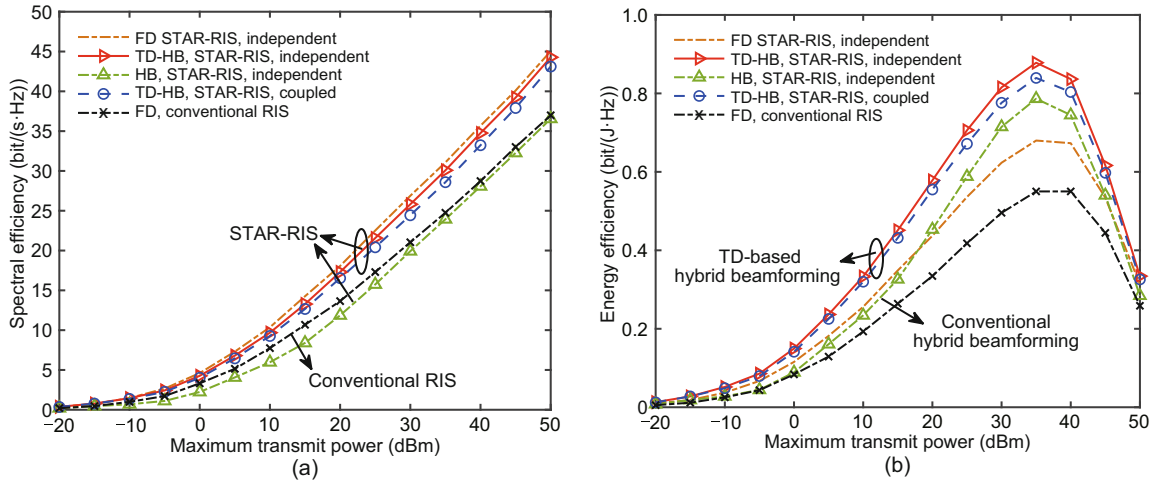 50
45
40
35
30
25
20
15
10
5
0
Spectral efficiency (bit/(s·Hz))
FD STAR-RIS, independent
TD-HB, STAR-RIS, independent
HB, STAR-RIS, independent
TD-HB, STAR-RIS, coupled
FD, conventional RIS
STAR-RIS
Conventional RIS
−20 −10 0 10 20 30 40 50
Maximum transmit power (dBm)
(a)
1.0
0.8
0.6
0.4
0.2
0
Energy efficiency (bit/(J·Hz))
FD STAR-RIS, independent
TD-HB, STAR-RIS, independent
HB, STAR-RIS, independent
TD-HB, STAR-RIS, coupled
FD, conventional RIS
TD-based
hybrid beamforming
Conventional
hybrid beamforming
−20 −10 0 10 20 30 40 50
Maximum transmit power (dBm)
(b)